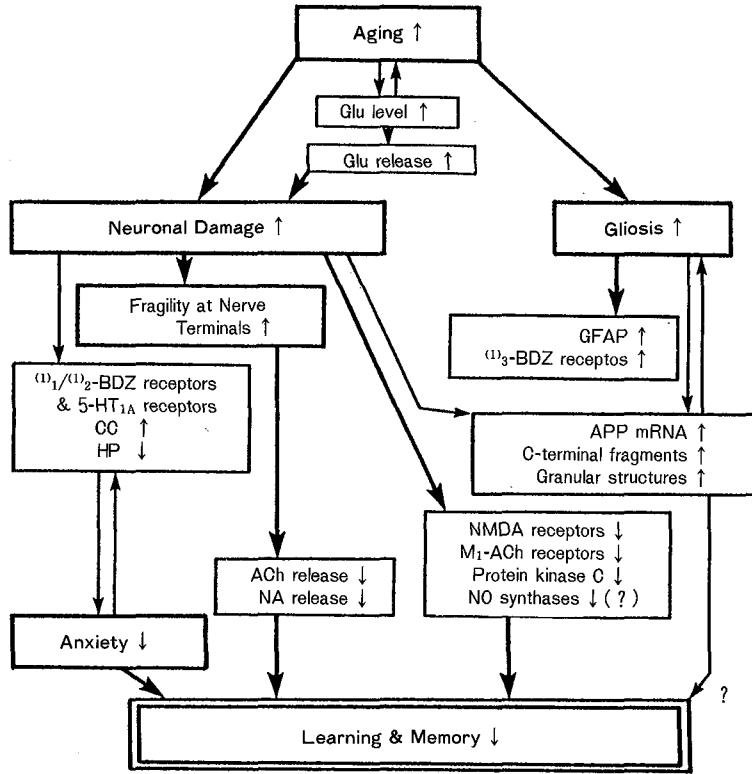 Aging ↑
Glu level ↑
Glu release ↑
Neuronal Damage ↑
Gliosis ↑
Fragility at Nerve
Terminals ↑
GFAP ↑
(1)3-BDZ receptos ↑
(1)1/(1)2-BDZ receptors
& 5-HT1A receptors
CC ↑
HP ↓
APP mRNA ↑
C-terminal fragments ↑
Granular structures ↑
NMDA receptors ↓
M1-ACh receptors ↓
Protein kinase C ↓
NO synthases ↓ (?)
ACh release ↓
NA release ↓
Anxiety ↓
?
Learning & Memory ↓